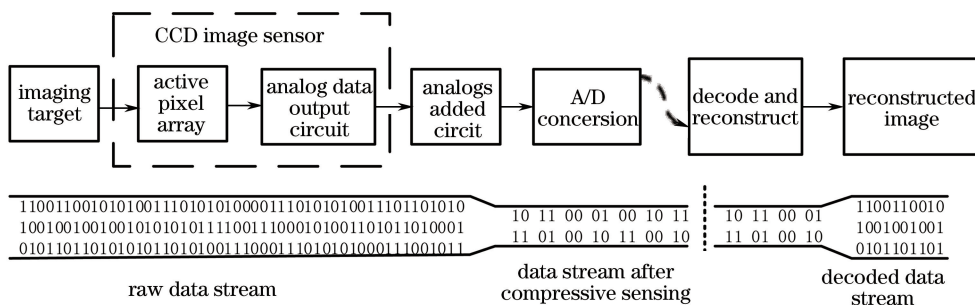 CCD image sensor
imaging
target
active
pixel
array
analog data
output
circuit
analogs
added
circit
A/D
concersion
decode and
reconstruct
reconstructed
image
1100110010101001110101010000111010101001110110101​0
10 11 00 01 00 10 11
11 01 00 10 11 00 10
10 11 00 01
11 01 00 10
1100110010
1001001001
0101101101
raw data stream
data stream after
compressive sensing
decoded data
stream